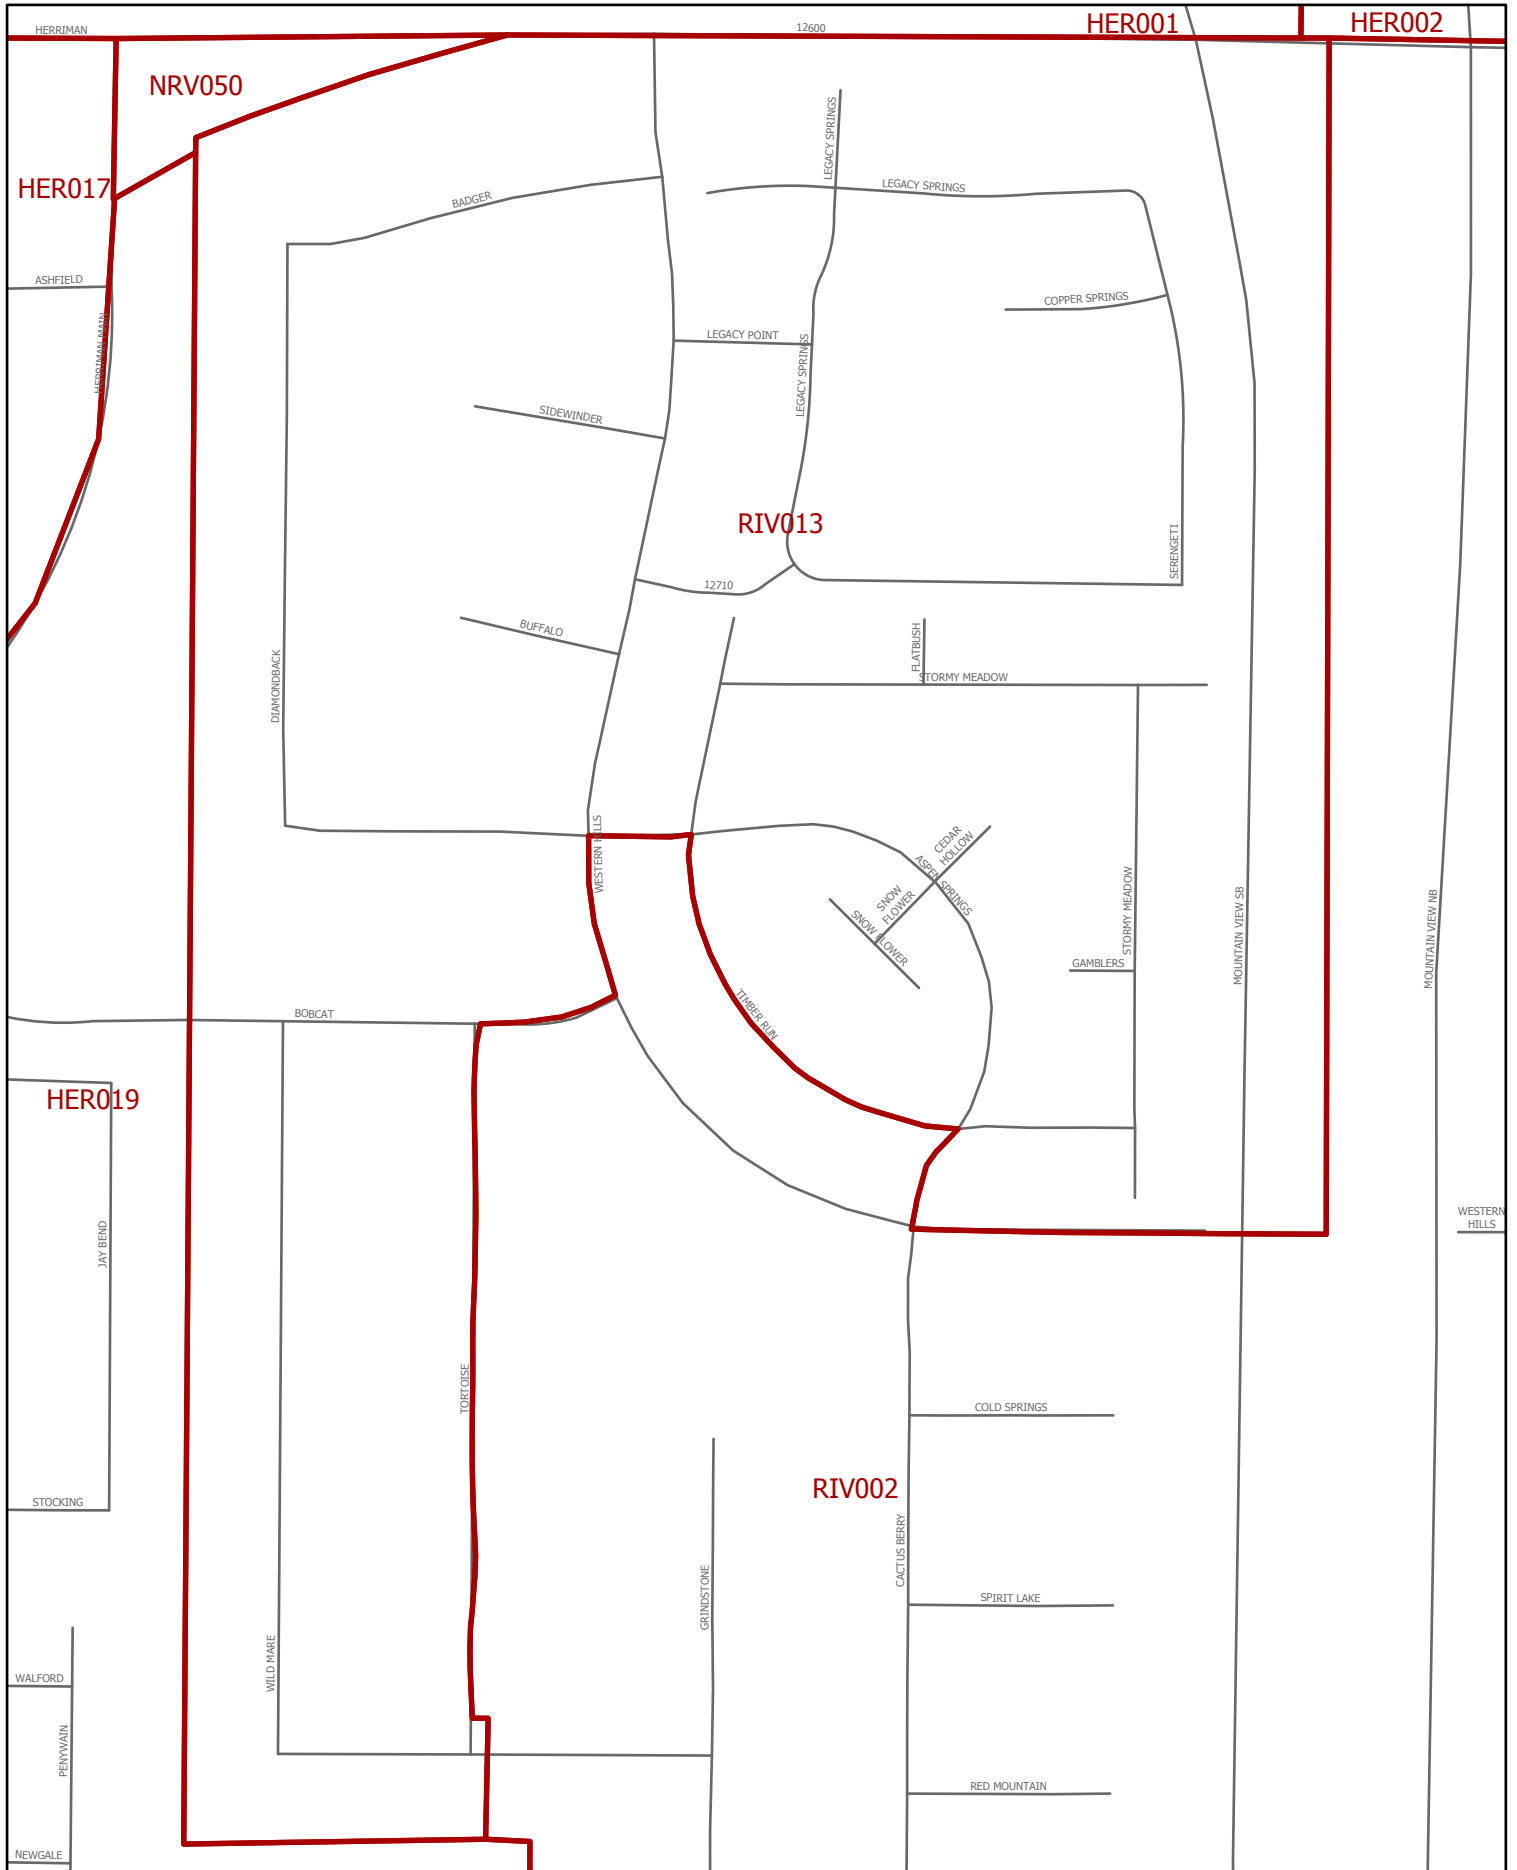 HERRIMAN
12600
HER001
HER002
NRV050
LEGACY SPRINGS
HER017
BADGER
LEGACY SPRINGS
ASHFIELD
COPPER SPRINGS
HERRIMAN MAIN
LEGACY POINT
LEGACY SPRINGS
SIDEWINDER
RIV013
SERENGETI
12710
BUFFALO
FLATBUSH
STORMY MEADOW
DIAMONDBACK
WESTERN HILLS
CEDAR
HOLLOW
ASPEN SPRINGS
SNOW
FLOWER
SNOW FLOWER
STORMY MEADOW
MOUNTAIN VIEW SB
MOUNTAIN VIEW NB
GAMBLERS
TIMBER RUN
BOBCAT
HER019
JAY BEND
WESTERN
HILLS
TORTOISE
COLD SPRINGS
RIV002
STOCKING
CACTUS BERRY
GRINDSTONE
SPIRIT LAKE
WILD MARE
WALFORD
PENYWAIN
RED MOUNTAIN
NEWGALE